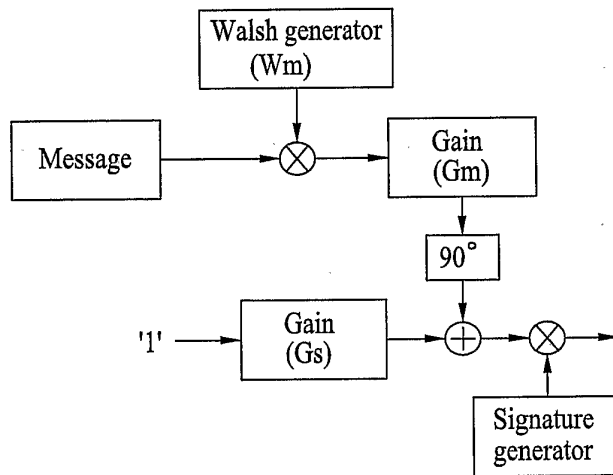 Walsh generator
(Wm)
Message
Gain
(Gm)
90°
'1'
Gain
(Gs)
Signature
generator